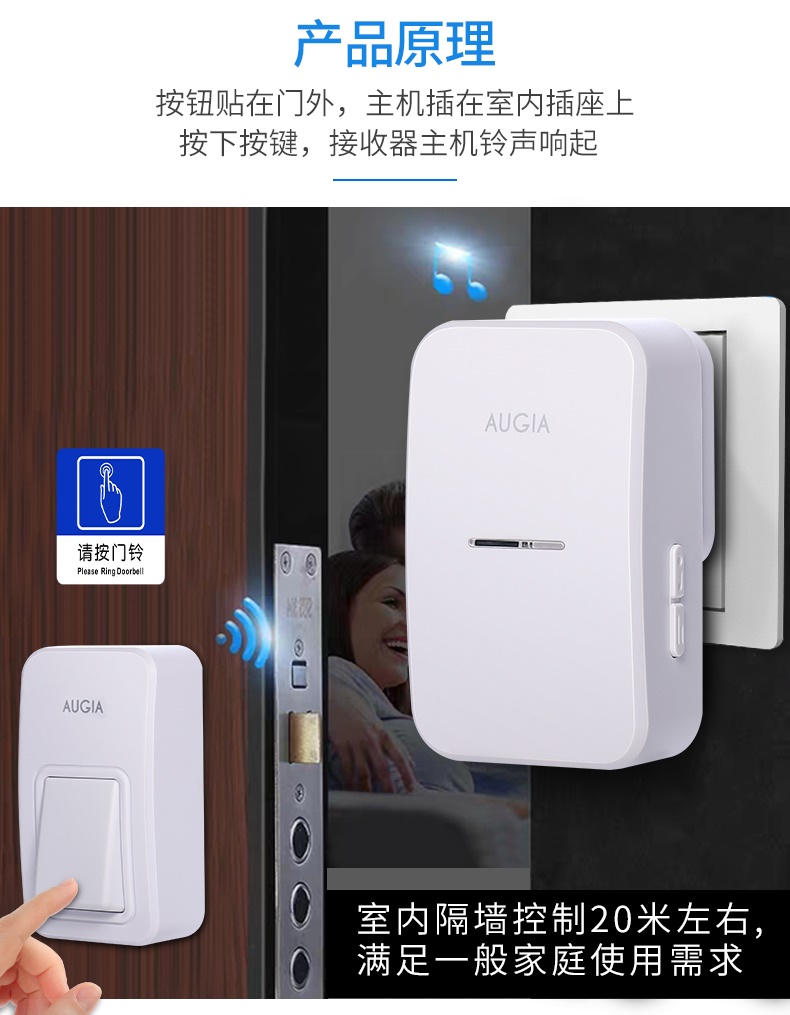 产品原理
按钮贴在门外，主机插在室内插座上
按下按键，接收器主机铃声响起
AUGIA
请按门铃
Please Ring Doorbell
AUGIA
室内隔墙控制20米左右,
满足一般家庭使用需求